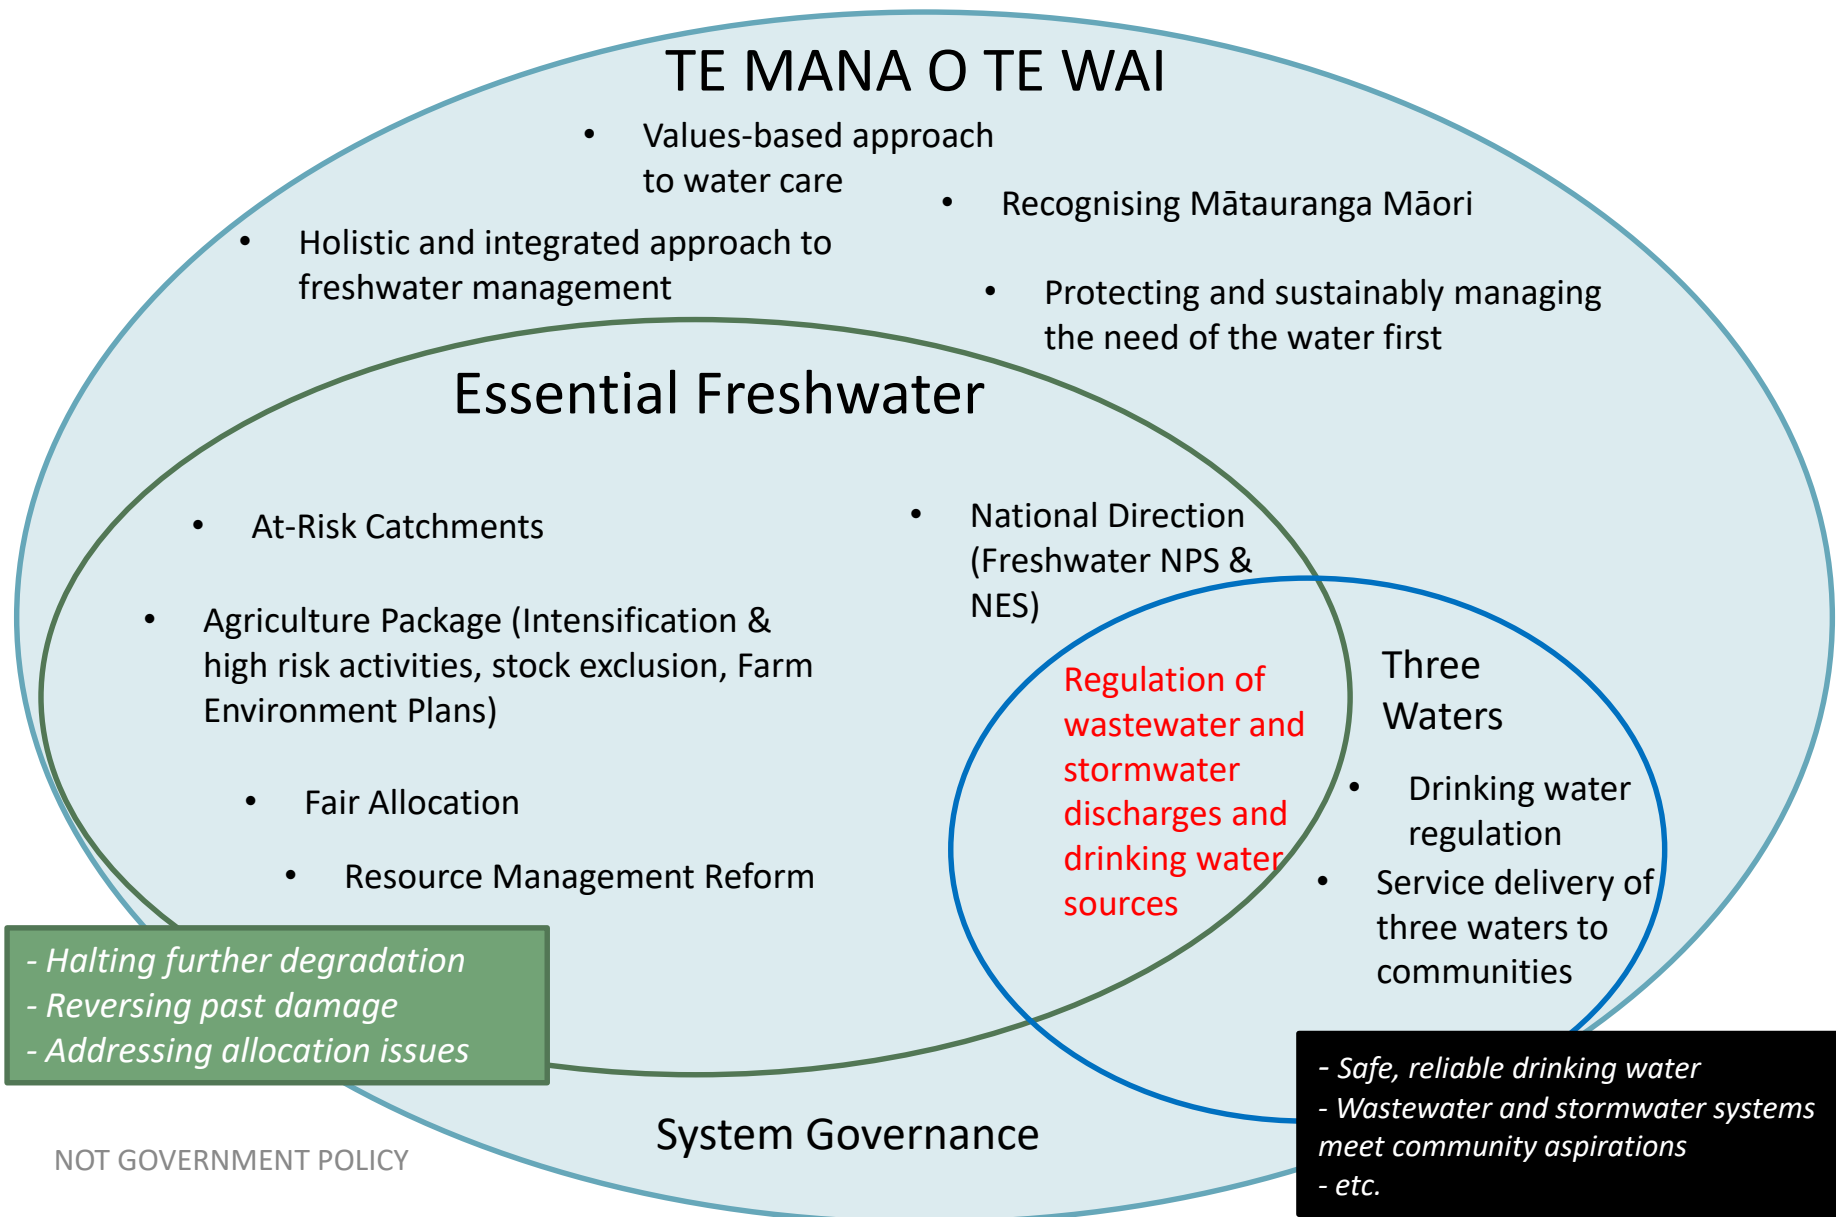 TE MANA O TE WAI
• Values-based approach
to water care
• Recognising Mātauranga Māori
• Holistic and integrated approach to
freshwater management
• Protecting and sustainably managing
the need of the water first
Essential Freshwater
• At-Risk Catchments
• National Direction
(Freshwater NPS &
NES)
• Agriculture Package (Intensification &
high risk activities, stock exclusion, Farm
Environment Plans)
• Fair Allocation
• Resource Management Reform
Regulation of
wastewater and
stormwater
discharges and
drinking water
sources
Three
Waters
• Drinking water
regulation
• Service delivery of
three waters to
communities
- Halting further degradation
- Reversing past damage
- Addressing allocation issues
- Safe, reliable drinking water
- Wastewater and stormwater systems
meet community aspirations
- etc.
System Governance
NOT GOVERNMENT POLICY